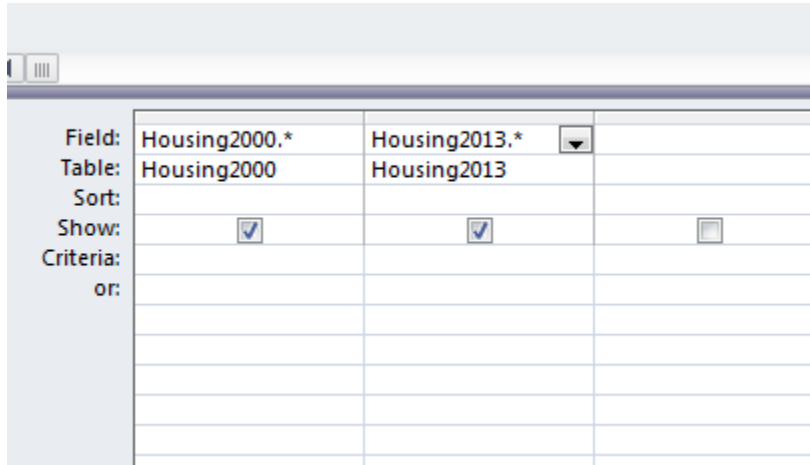 Field: Housing2000.* Housing2013.*
Table: Housing2000 Housing2013
Sort:
Show:
Criteria:
or: